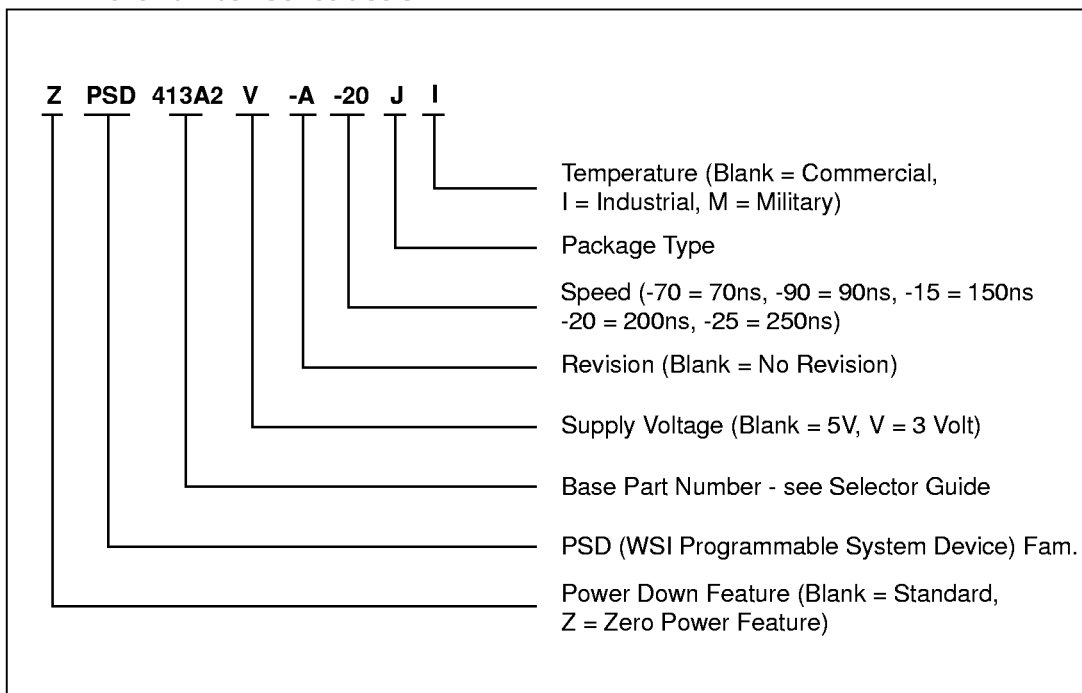 Z PSD 413A2 V -A -20 J I
Temperature (Blank = Commercial,
I = Industrial, M = Military)
Package Type
Speed (-70 = 70ns, -90 = 90ns, -15 = 150ns
-20 = 200ns, -25 = 250ns)
Revision (Blank = No Revision)
Supply Voltage (Blank = 5V, V = 3 Volt)
Base Part Number - see Selector Guide
PSD (WSI Programmable System Device) Fam.
Power Down Feature (Blank = Standard,
Z = Zero Power Feature)